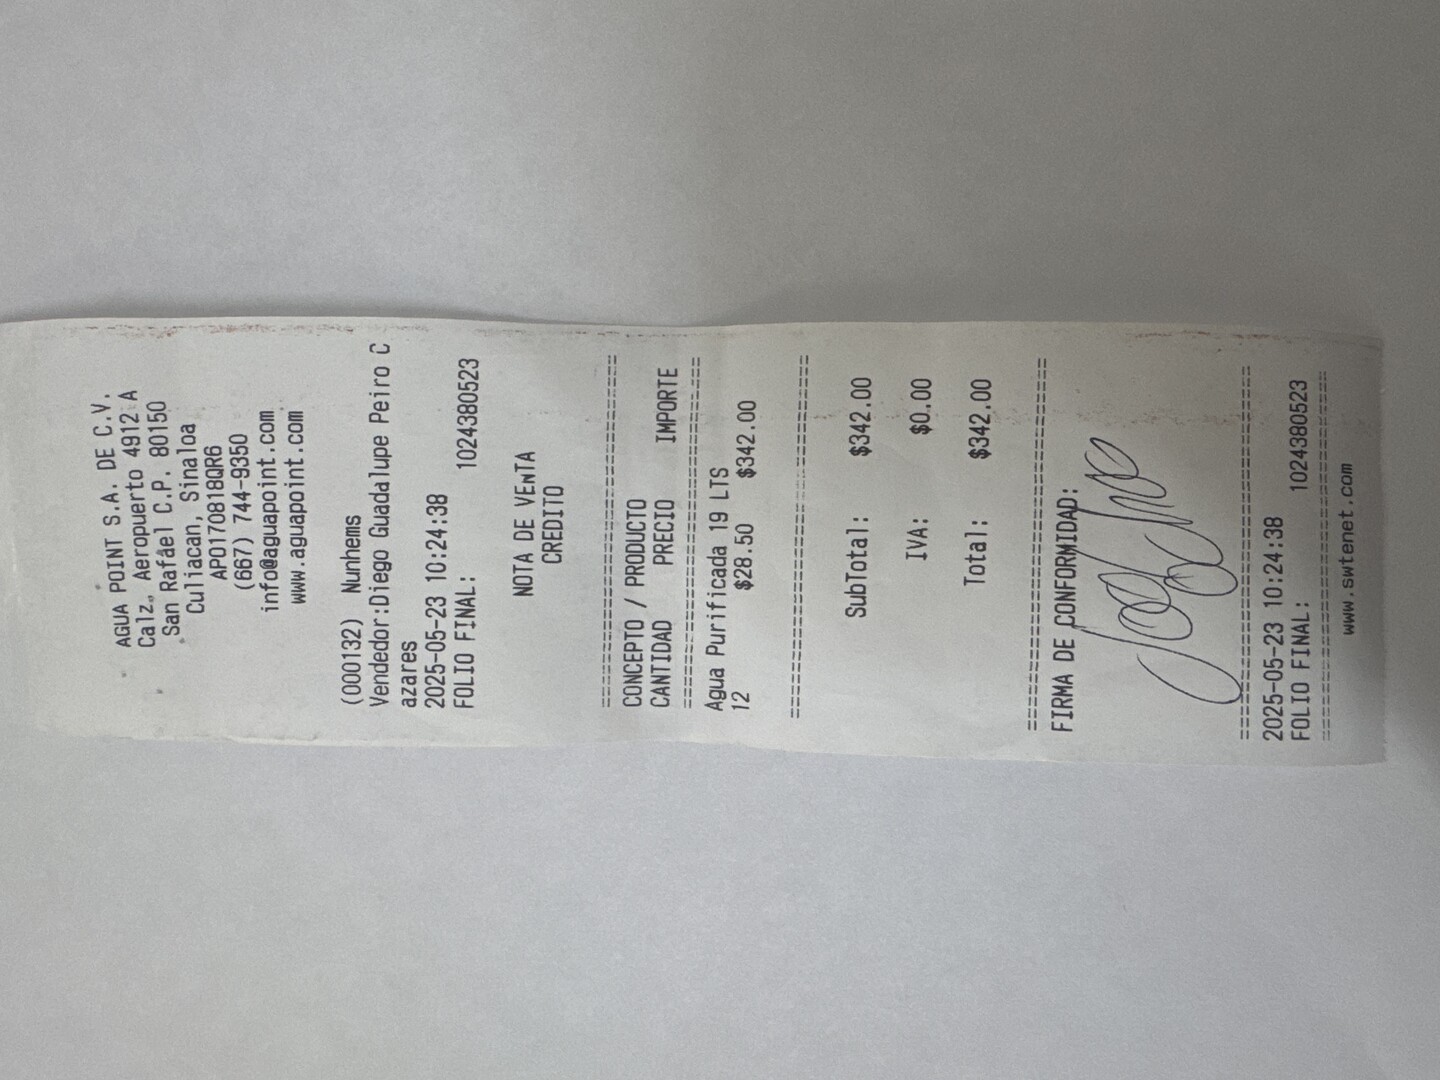 AGUA POINT S.A. DE C.V.
Calz. Aeropuerto 4912 A
San Rafael C.P. 80150
Culiacan, Sinaloa
APO170818QR6
(667) 744-9350
info@aguapoint.com
www.aguapoint.com
(000132) Nunhems
Vendedor:Diego Guadalupe Peiro C
azares
2025-05-23 10:24:38
FOLIO FINAL: 1024380523
NOTA DE VENTA
CREDITO
================================
CONCEPTO / PRODUCTO
CANTIDAD PRECIO IMPORTE
================================
Agua Purificada 19 LTS
12 $28.50 $342.00
================================
SubTotal: $342.00
IVA: $0.00
Total: $342.00
================================
FIRMA DE CONFORMIDAD:
================================
2025-05-23 10:24:38
FOLIO FINAL: 1024380523
================================
www.swtenet.com